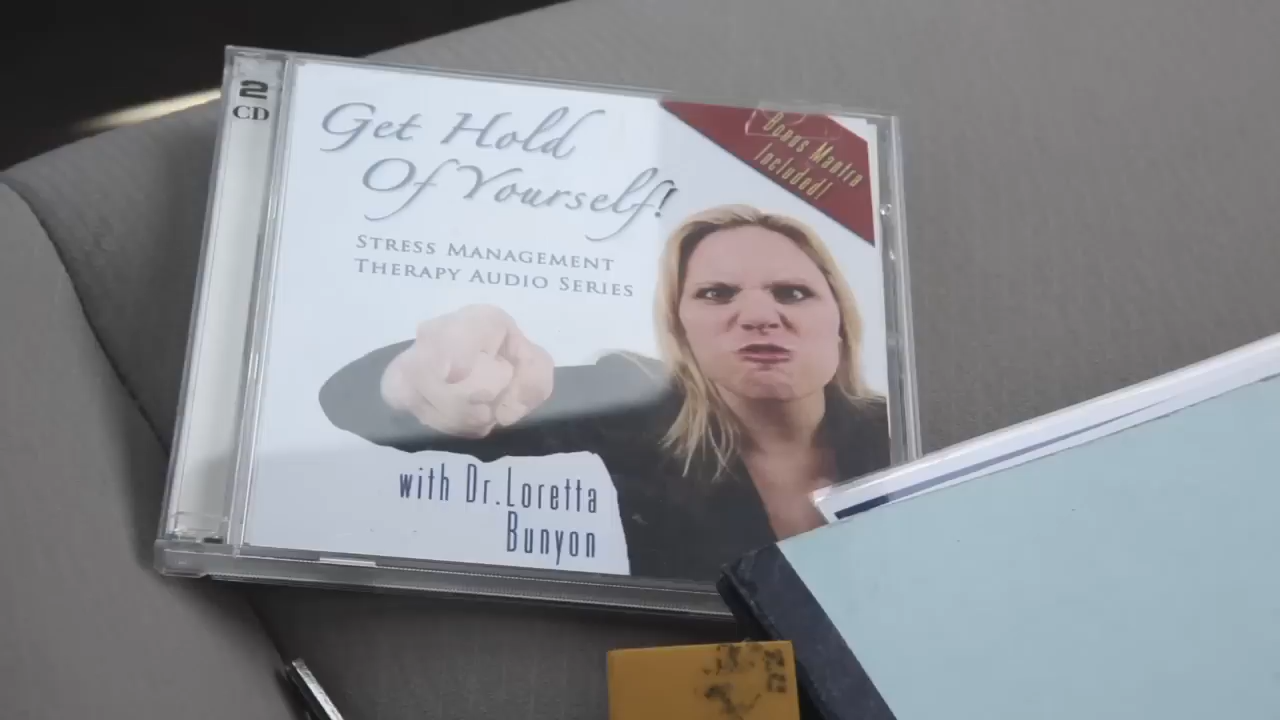 2
CD
Get Hold
Of Yourself!
Stress Management
Therapy Audio Series
Bonus Mantra
Included!
with Dr. Loretta
Bunyon